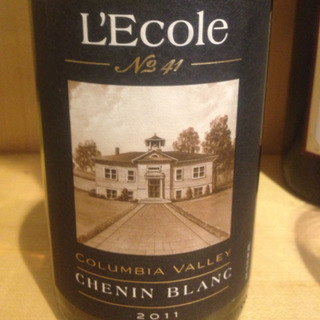 L'Ecole
No 41
COLUMBIA VALLEY
CHENIN BLANC
2011